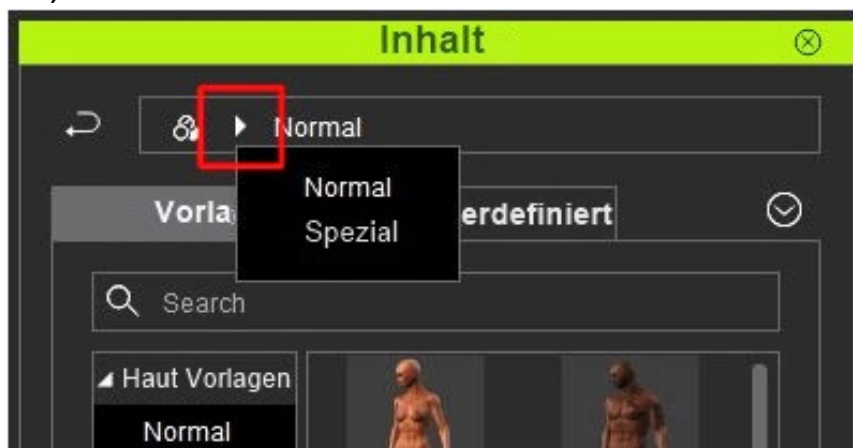 Inhalt
Normal
Normal
Spezial
Vorla
erdefiniert
Search
Haut Vorlagen
Normal